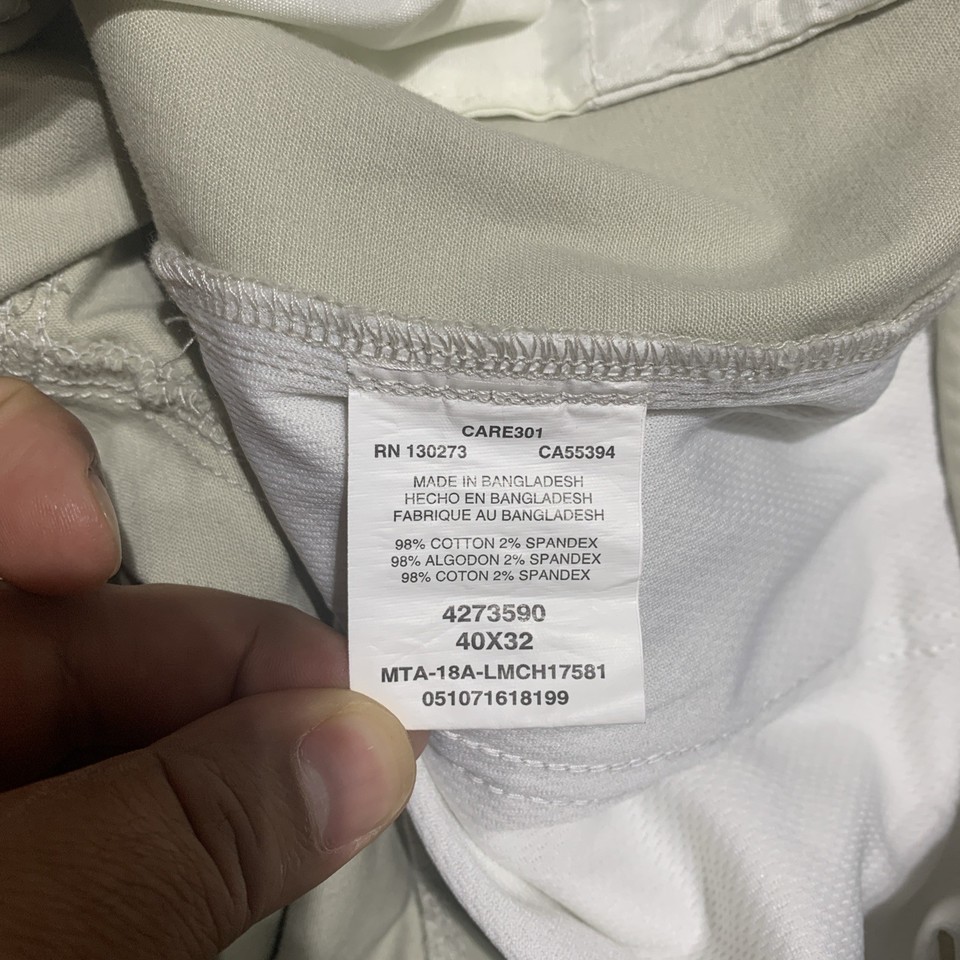 CARE301
RN 130273 CA55394
MADE IN BANGLADESH
HECHO EN BANGLADESH
FABRIQUE AU BANGLADESH
98% COTTON 2% SPANDEX
98% ALGODON 2% SPANDEX
98% COTON 2% SPANDEX
4273590
40X32
MTA-18A-LMCH17581
051071618199